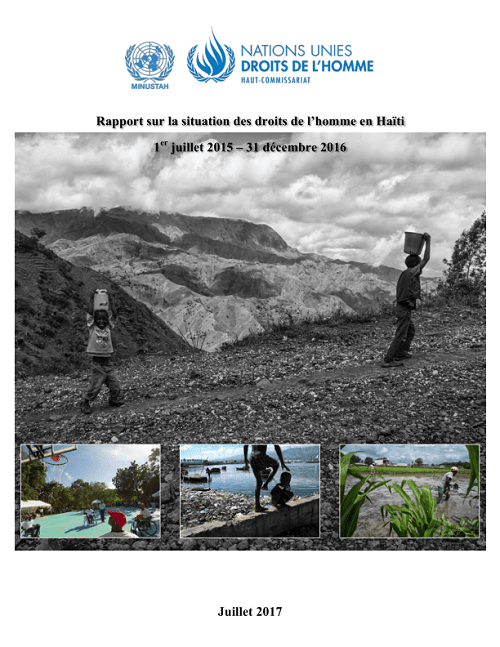 MINUSTAH
NATIONS UNIES
DROITS DE L'HOMME
HAUT-COMMISSARIAT
Rapport sur la situation des droits de l'homme en Haïti
1er juillet 2015 – 31 décembre 2016
Juillet 2017